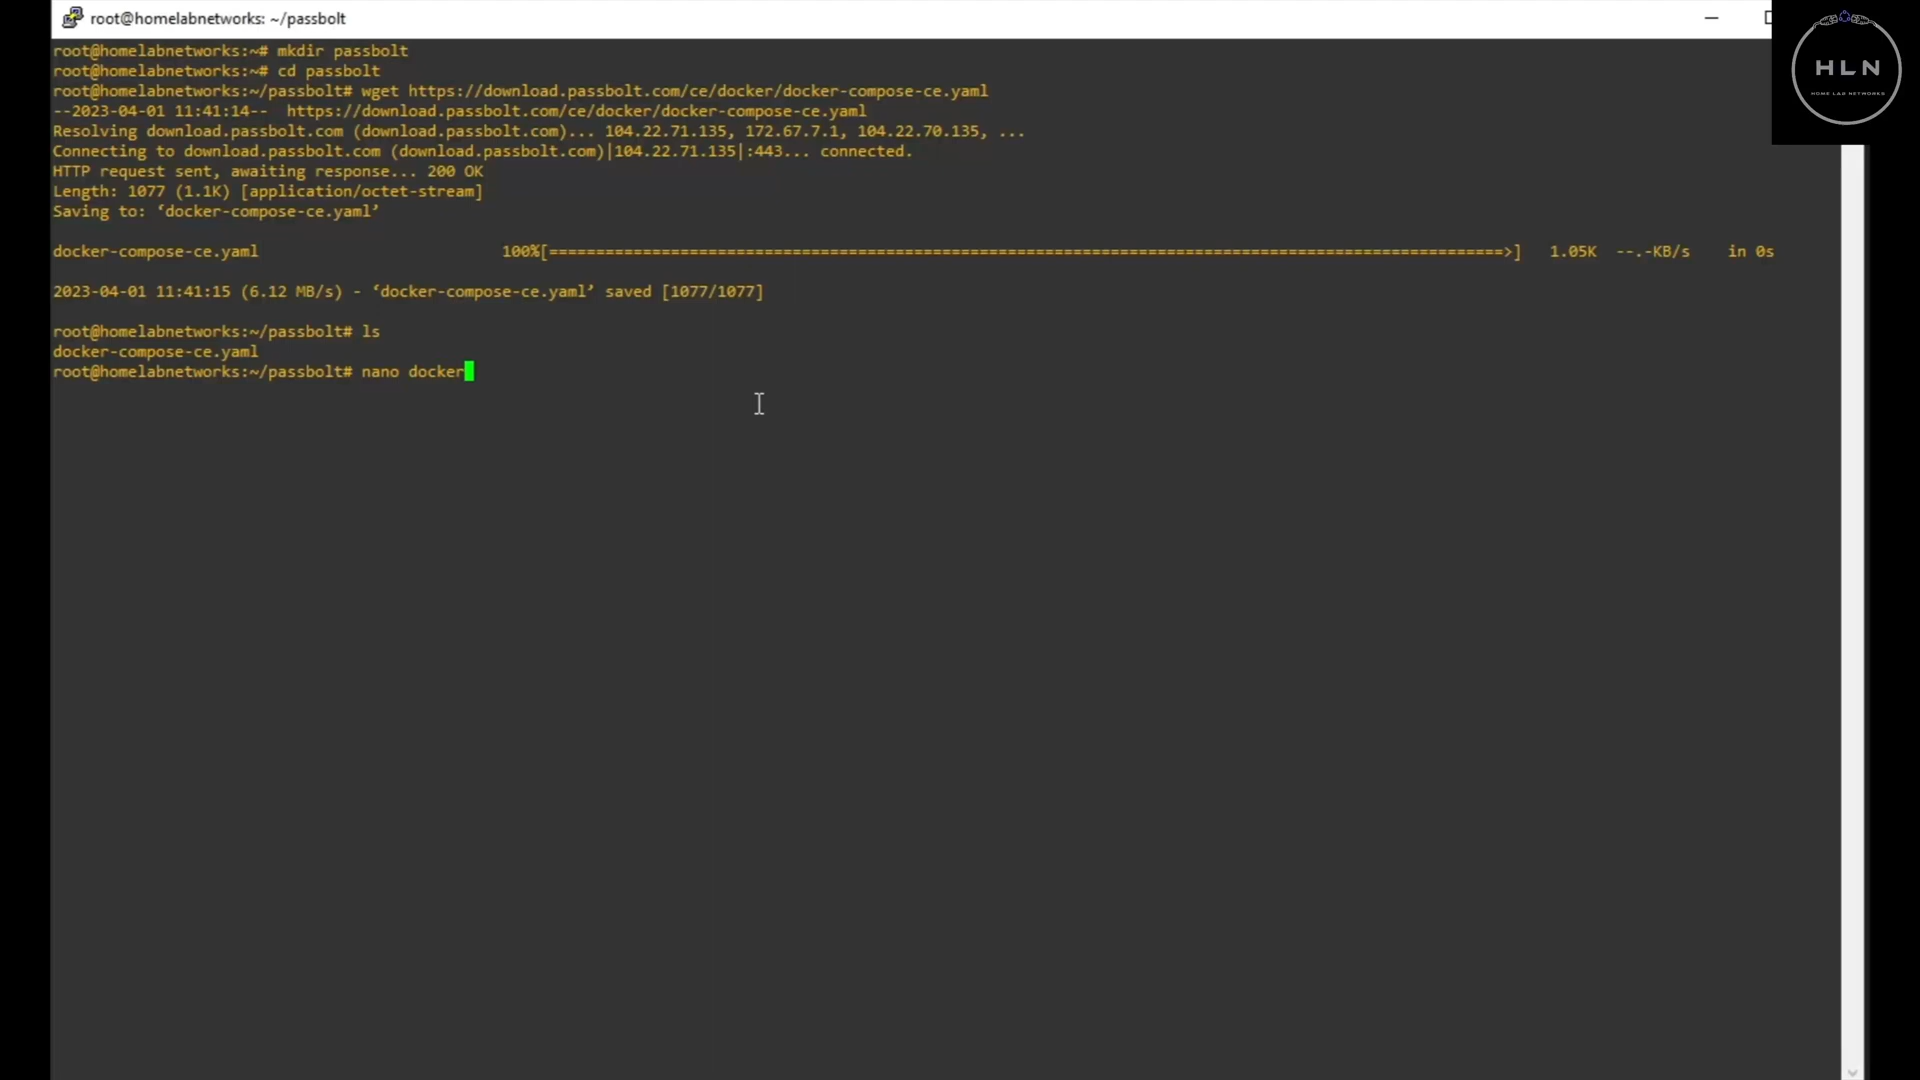 root@homelabnetworks: ~/passbolt
HLN
HOME LAB NETWORKS
root@homelabnetworks:~# mkdir passbolt
root@homelabnetworks:~# cd passbolt
root@homelabnetworks:~/passbolt# wget https://download.passbolt.com/ce/docker/docker-compose-ce.yaml
--2023-04-01 11:41:14--  https://download.passbolt.com/ce/docker/docker-compose-ce.yaml
Resolving download.passbolt.com (download.passbolt.com)... 104.22.71.135, 172.67.7.1, 104.22.70.135, ...
Connecting to download.passbolt.com (download.passbolt.com)|104.22.71.135|:443... connected.
HTTP request sent, awaiting response... 200 OK
Length: 1077 (1.1K) [application/octet-stream]
Saving to: ‘docker-compose-ce.yaml’
docker-compose-ce.yaml 100%[======================================================================================================>] 1.05K --.-KB/s in 0s
2023-04-01 11:41:15 (6.12 MB/s) - ‘docker-compose-ce.yaml’ saved [1077/1077]
root@homelabnetworks:~/passbolt# ls
docker-compose-ce.yaml
root@homelabnetworks:~/passbolt# nano docker